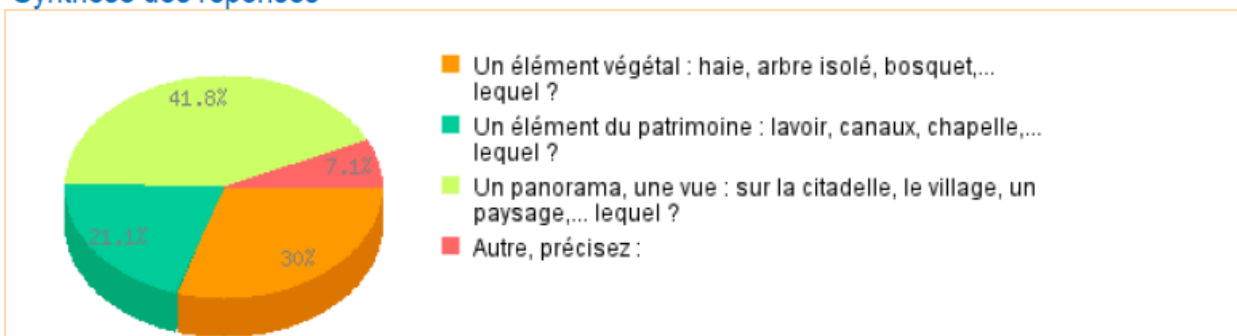 41.8%
7.1%
21.1%
30%
Un élément végétal : haie, arbre isolé, bosquet,...
lequel ?
Un élément du patrimoine : lavoir, canaux, chapelle,...
lequel ?
Un panorama, une vue : sur la citadelle, le village, un
paysage,... lequel ?
Autre, précisez :